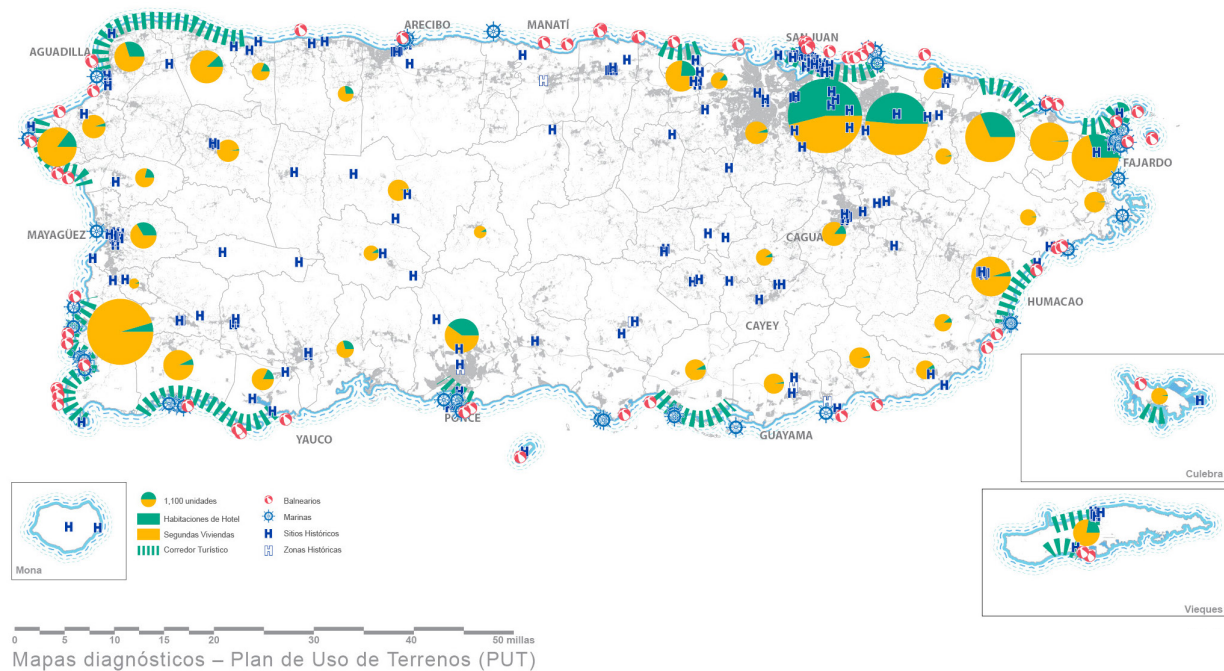 ARECIBO
MANATÍ
SAN JUAN
AGUADILLA
FAJARDO
MAYAGÜEZ
CAGUA
HUMACAO
CAYEY
PONCE
YAUCO
GUAYAMA
Culebra
Vieques
Mona
1,100 unidades
Habitaciones de Hotel
Segundas Viviendas
Corredor Turístico
Balnearios
Marinas
H Sitios Históricos
H Zonas Históricas
0 5 10 15 20 30 40 50 millas
Mapas diagnósticos – Plan de Uso de Terrenos (PUT)